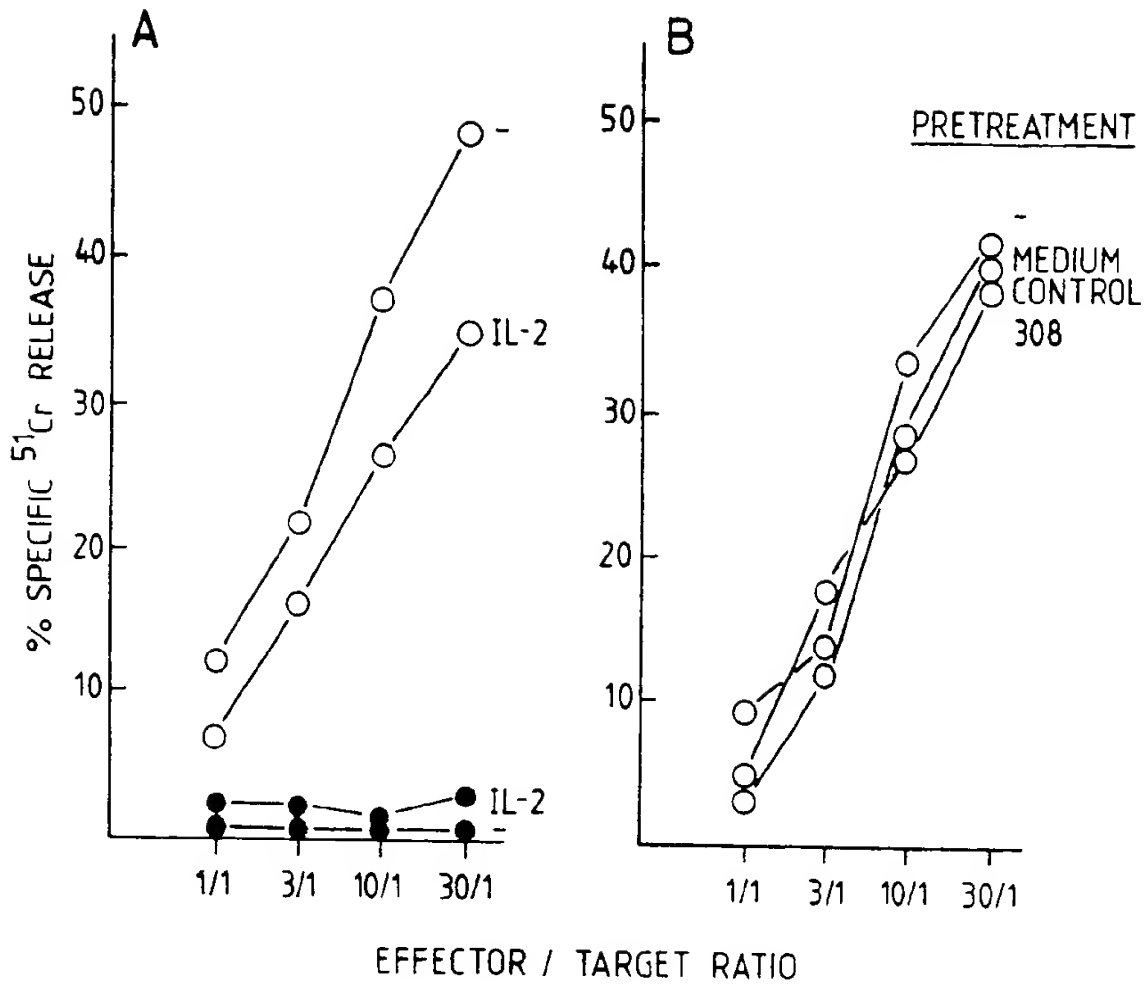 A
50
40
30
20
10
% SPECIFIC 51Cr RELEASE
-
IL-2
IL-2
-
1/1 3/1 10/1 30/1
B
50
40
30
20
10
PRETREATMENT
-
MEDIUM
CONTROL
308
1/1 3/1 10/1 30/1
EFFECTOR / TARGET RATIO